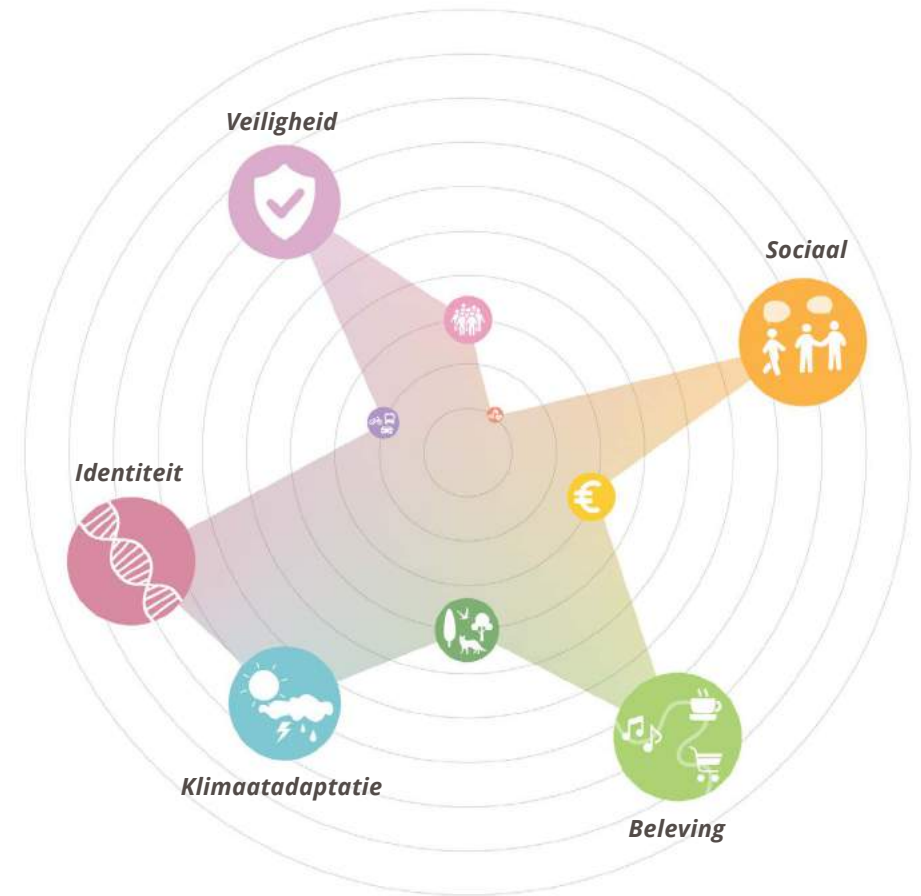 Veiligheid
Sociaal
€
Identiteit
Klimaatadaptatie
Beleving